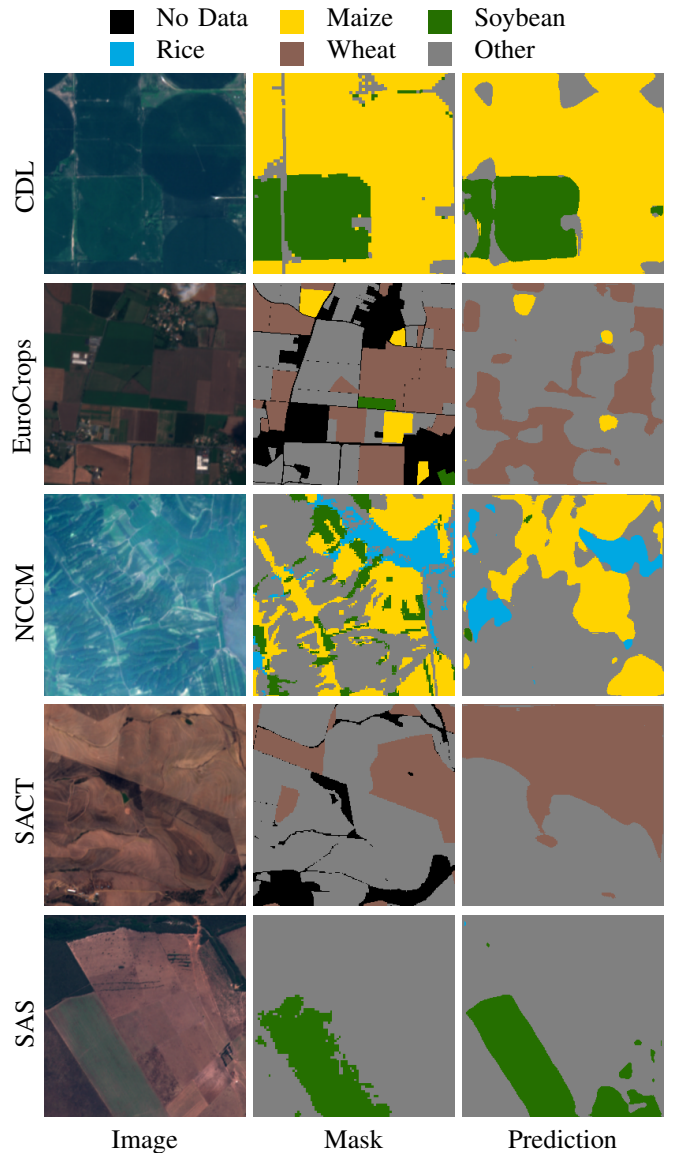 No Data Maize Soybean
Rice Wheat Other
CDL
EuroCrops
NCCM
SACT
SAS
Image Mask Prediction